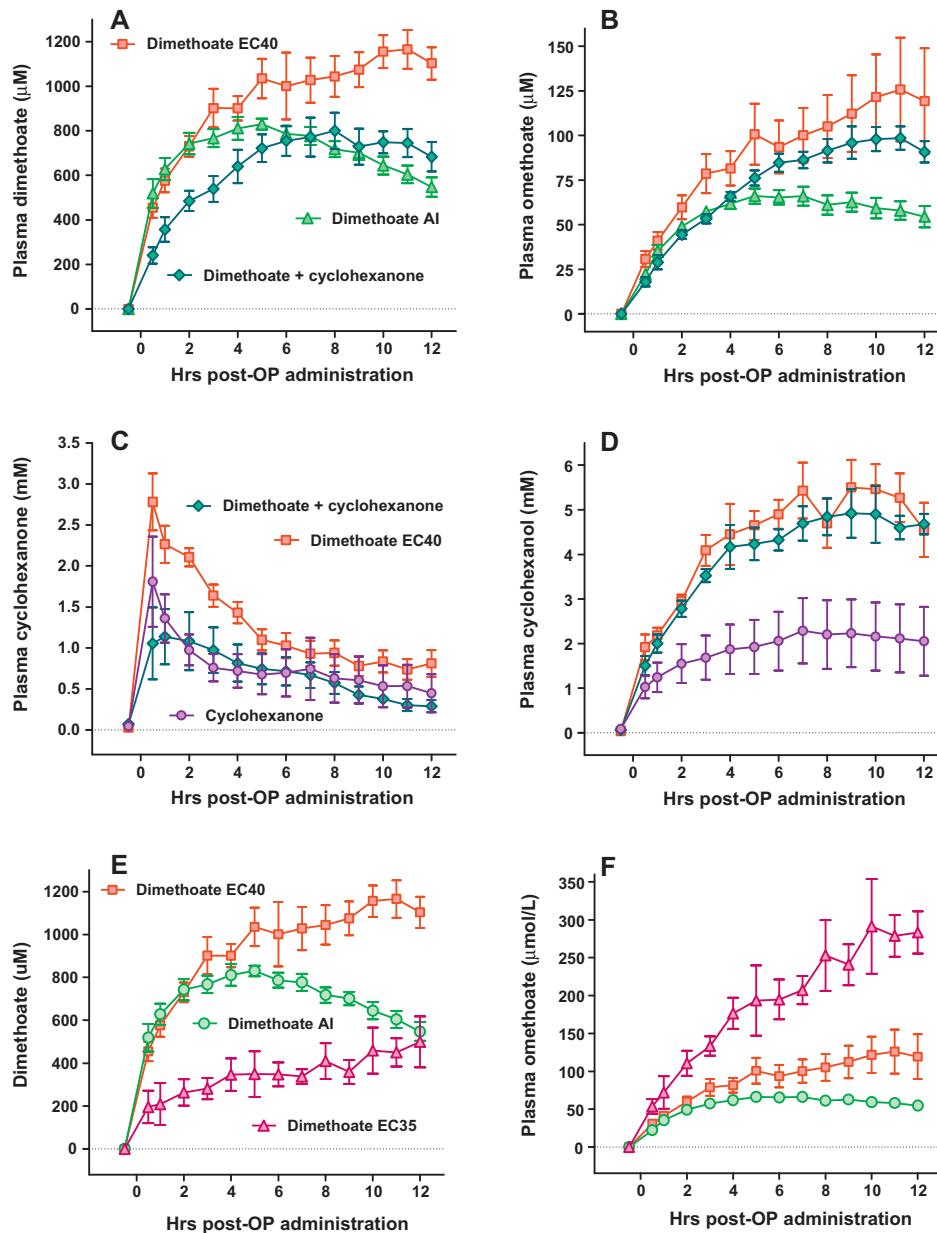 A
Dimethoate EC40
1200
1000
800
600
400
200
0
Plasma dimethoate (µM)
Dimethoate AI
Dimethoate + cyclohexanone
0 2 4 6 8 10 12
Hrs post-OP administration
B
150
125
100
75
50
25
0
Plasma omethoate (µM)
0 2 4 6 8 10 12
Hrs post-OP administration
C
3.5
3.0
2.5
2.0
1.5
1.0
0.5
0.0
Plasma cyclohexanone (mM)
Dimethoate + cyclohexanone
Dimethoate EC40
Cyclohexanone
0 2 4 6 8 10 12
Hrs post-OP administration
D
6
5
4
3
2
1
0
Plasma cyclohexanol (mM)
0 2 4 6 8 10 12
Hrs post-OP administration
E
Dimethoate EC40
1200
1000
800
600
400
200
0
Dimethoate (uM)
Dimethoate AI
Dimethoate EC35
0 2 4 6 8 10 12
Hrs post-OP administration
F
350
300
250
200
150
100
50
0
Plasma omethoate (µmol/L)
0 2 4 6 8 10 12
Hrs post-OP administration